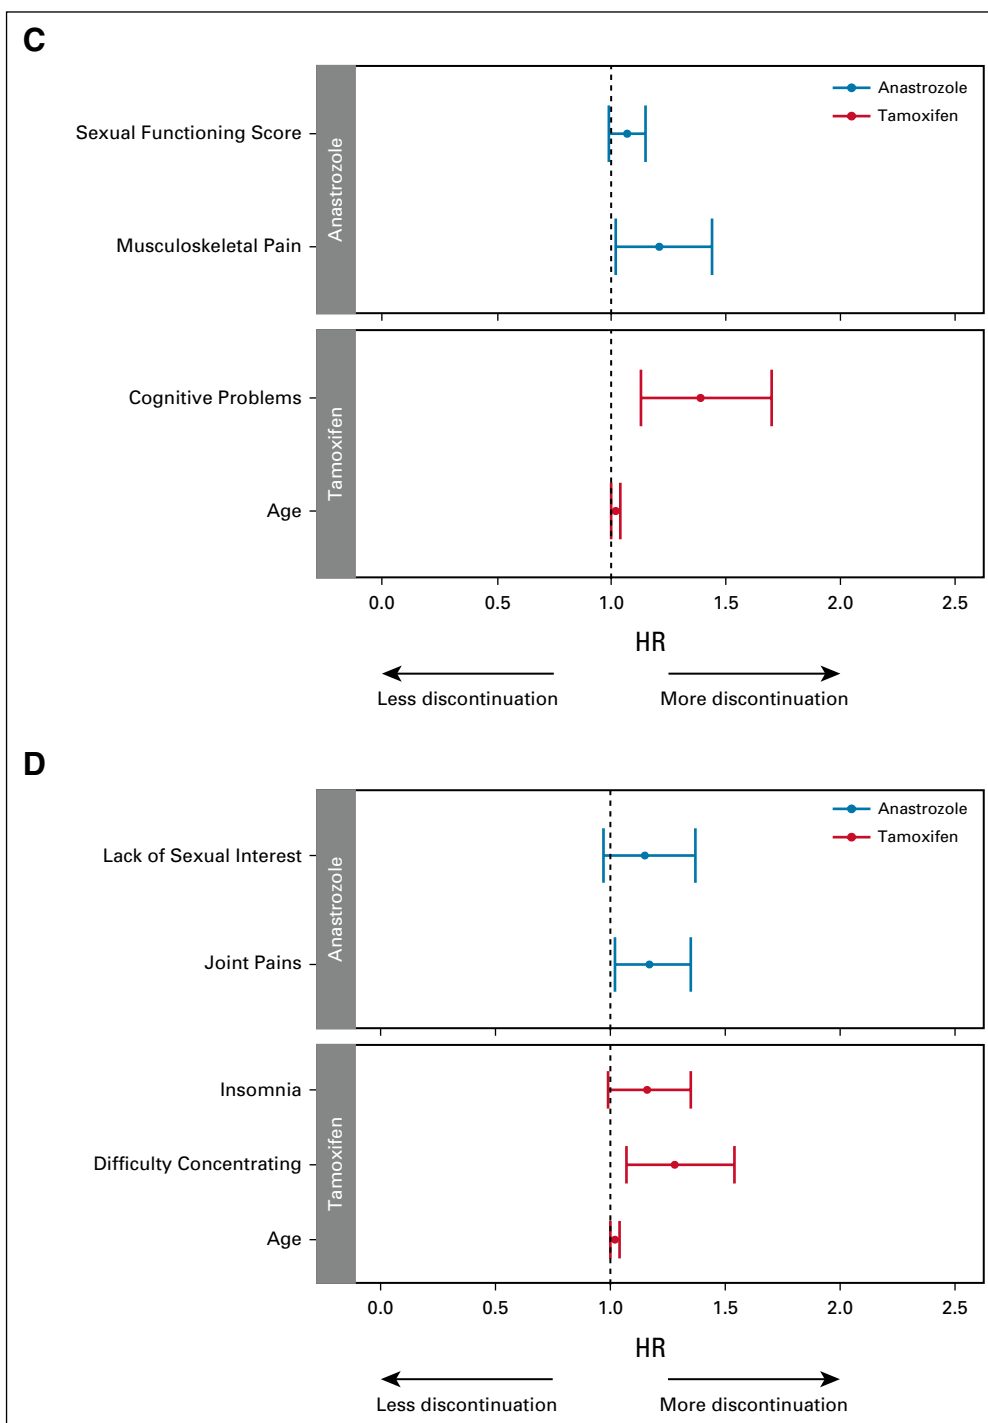 C
Anastrozole
Tamoxifen
Anastrozole
Sexual Functioning Score
Musculoskeletal Pain
Tamoxifen
Cognitive Problems
Age
0.0 0.5 1.0 1.5 2.0 2.5
HR
Less discontinuation More discontinuation
D
Anastrozole
Tamoxifen
Anastrozole
Lack of Sexual Interest
Joint Pains
Tamoxifen
Insomnia
Difficulty Concentrating
Age
0.0 0.5 1.0 1.5 2.0 2.5
HR
Less discontinuation More discontinuation